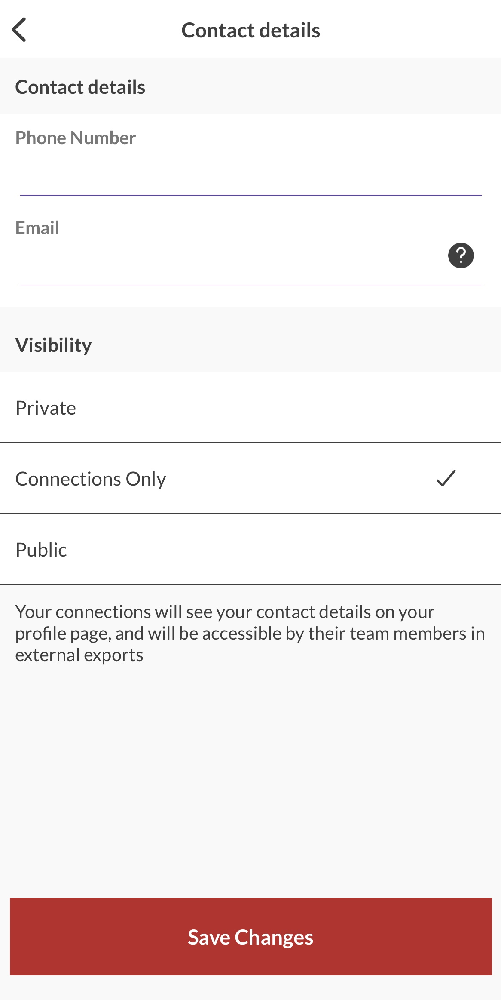 Contact details
Contact details
Phone Number
Email
?
Visibility
Private
Connections Only
Public
Your connections will see your contact details on your
profile page, and will be accessible by their team members in
external exports
Save Changes